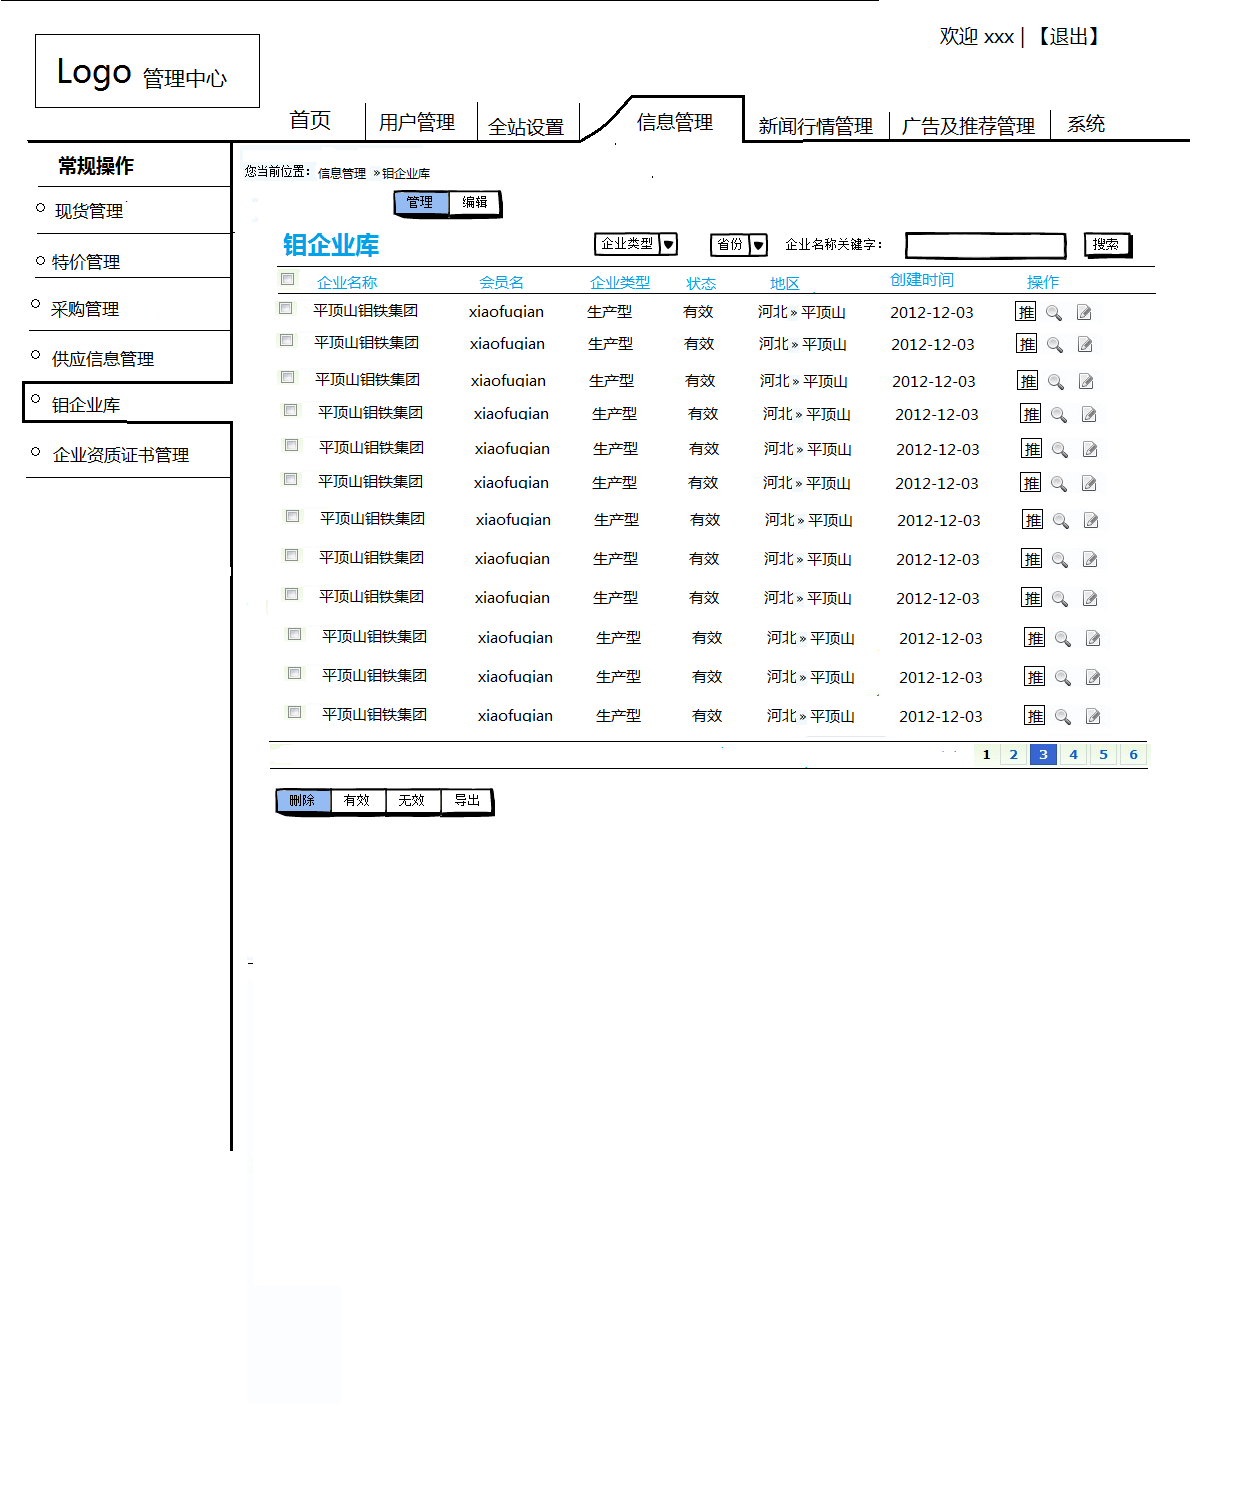 欢迎 xxx | 【退出】
Logo 管理中心
首页 用户管理 全站设置 信息管理 新闻行情管理 广告及推荐管理 系统
常规操作
现货管理
特价管理
采购管理
供应信息管理
钼企业库
企业资质证书管理
您当前位置： 信息管理 »钼企业库
管理 编辑
钼企业库 企业类型 省份 企业名称关键字： 搜索
企业名称 会员名 企业类型 状态 地区 创建时间 操作
平顶山钼铁集团 xiaofuqian 生产型 有效 河北 » 平顶山 2012-12-03 推
平顶山钼铁集团 xiaofuqian 生产型 有效 河北 » 平顶山 2012-12-03 推
平顶山钼铁集团 xiaofuqian 生产型 有效 河北 » 平顶山 2012-12-03 推
平顶山钼铁集团 xiaofuqian 生产型 有效 河北 » 平顶山 2012-12-03 推
平顶山钼铁集团 xiaofuqian 生产型 有效 河北 » 平顶山 2012-12-03 推
平顶山钼铁集团 xiaofuqian 生产型 有效 河北 » 平顶山 2012-12-03 推
平顶山钼铁集团 xiaofuqian 生产型 有效 河北 » 平顶山 2012-12-03 推
平顶山钼铁集团 xiaofuqian 生产型 有效 河北 » 平顶山 2012-12-03 推
平顶山钼铁集团 xiaofuqian 生产型 有效 河北 » 平顶山 2012-12-03 推
平顶山钼铁集团 xiaofuqian 生产型 有效 河北 » 平顶山 2012-12-03 推
平顶山钼铁集团 xiaofuqian 生产型 有效 河北 » 平顶山 2012-12-03 推
平顶山钼铁集团 xiaofuqian 生产型 有效 河北 » 平顶山 2012-12-03 推
1 2 3 4 5 6
删除 有效 无效 导出